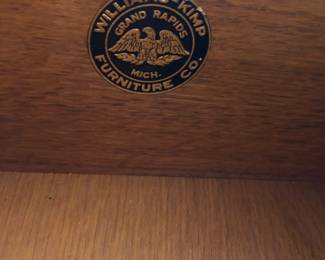 WILLIAMS-KIMP
GRAND RAPIDS
MICH.
FURNITURE CO.